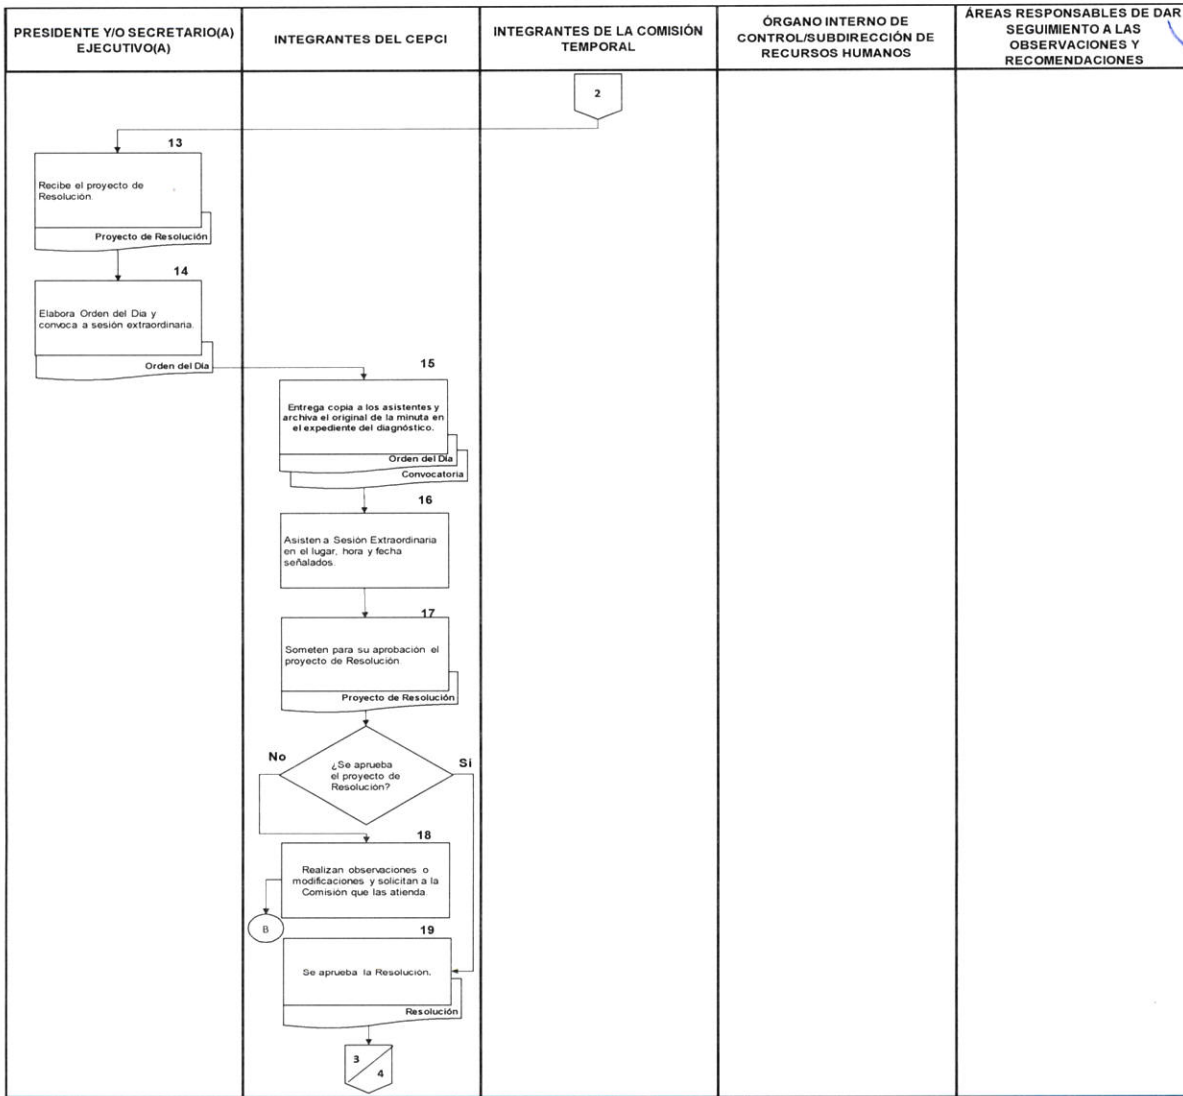 PRESIDENTE Y/O SECRETARIO(A)
EJECUTIVO(A)
INTEGRANTES DEL CEPCI
INTEGRANTES DE LA COMISIÓN
TEMPORAL
ÓRGANO INTERNO DE
CONTROL/SUBDIRECCIÓN DE
RECURSOS HUMANOS
ÁREAS RESPONSABLES DE DAR
SEGUIMIENTO A LAS
OBSERVACIONES Y
RECOMENDACIONES
2
13
Recibe el proyecto de
Resolución.
Proyecto de Resolución
14
Elabora Orden del Dia y
convoca a sesión extraordinaria.
Orden del Día
15
Entrega copia a los asistentes y
archiva el original de la minuta en
el expediente del diagnóstico.
Orden del Día
Convocatoria
16
Asisten a Sesión Extraordinaria
en el lugar, hora y fecha
señalados.
17
Someten para su aprobación el
proyecto de Resolución.
Proyecto de Resolución
No
¿Se aprueba
el proyecto de
Resolución?
Si
18
Realizan observaciones o
modificaciones y solicitan a la
Comisión que las atienda.
B
19
Se aprueba la Resolución.
Resolución
3
4